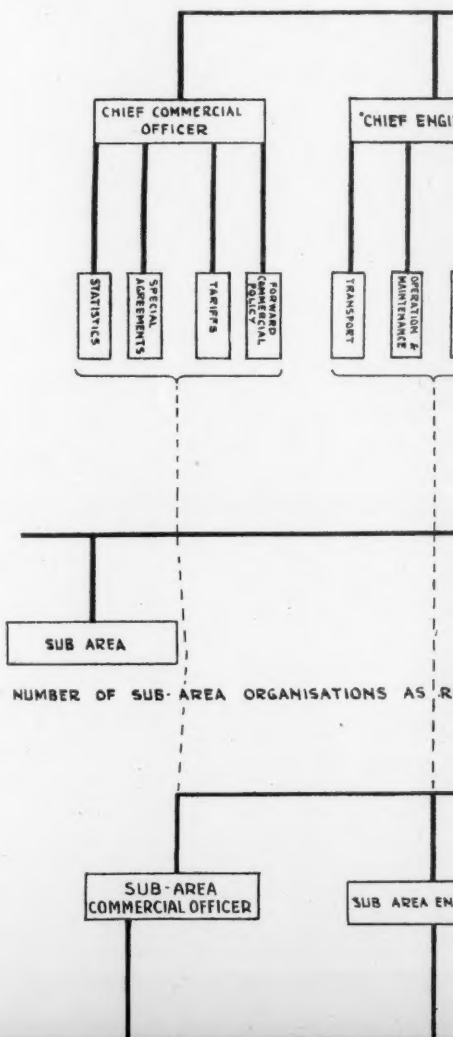 CHIEF COMMERCIAL
OFFICER
"CHIEF ENGI
STATISTICS
SPECIAL
AGREEMENTS
TARIFFS
FORWARD
COMMERCIAL
POLICY
TRANSPORT
OPERATION &
MAINTENANCE
SUB AREA
NUMBER OF SUB-AREA ORGANISATIONS AS R
SUB-AREA
COMMERCIAL OFFICER
SUB AREA EN